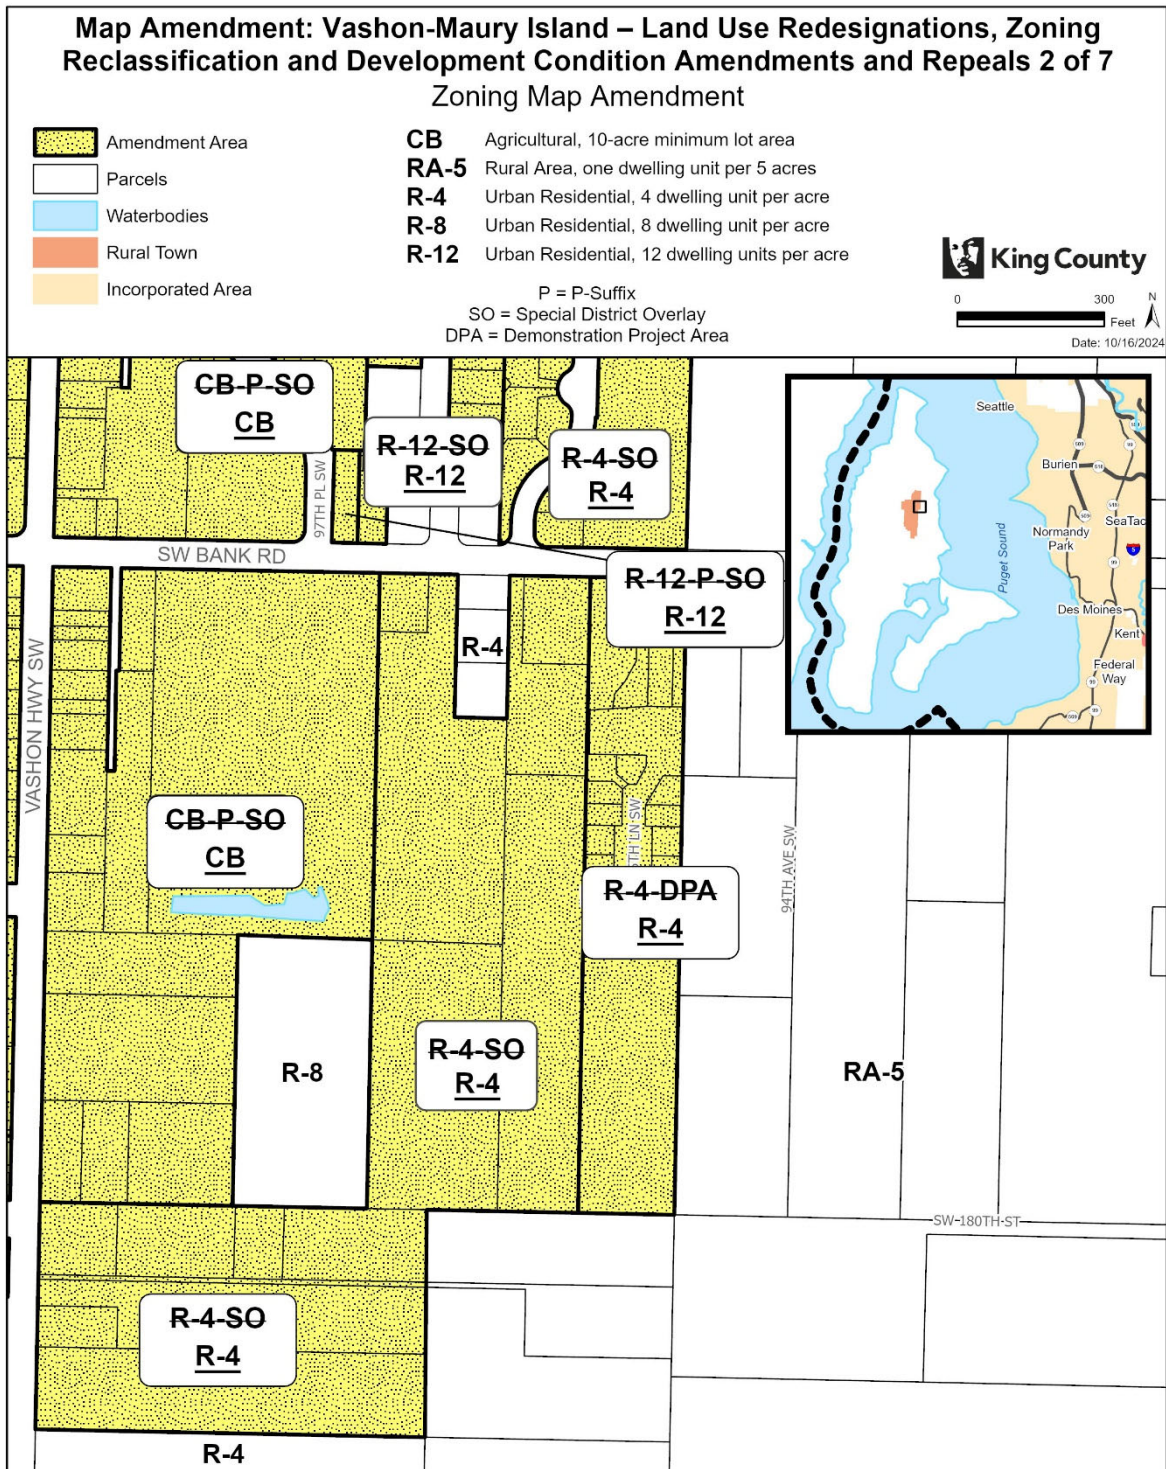 Map Amendment: Vashon-Maury Island – Land Use Redesignations, Zoning
Reclassification and Development Condition Amendments and Repeals 2 of 7
Zoning Map Amendment
Amendment Area
Parcels
Waterbodies
Rural Town
Incorporated Area
CB Agricultural, 10-acre minimum lot area
RA-5 Rural Area, one dwelling unit per 5 acres
R-4 Urban Residential, 4 dwelling unit per acre
R-8 Urban Residential, 8 dwelling unit per acre
R-12 Urban Residential, 12 dwelling units per acre
P = P-Suffix
SO = Special District Overlay
DPA = Demonstration Project Area
King County
0 300
Feet
N
Date: 10/16/2024
CB-P-SO
CB
R-12-SO
R-12
R-4-SO
R-4
97TH PL SW
SW BANK RD
R-12-P-SO
R-12
R-4
VASHON HWY SW
CB-P-SO
CB
5TH LN SW
R-4-DPA
R-4
94TH AVE SW
R-8
R-4-SO
R-4
RA-5
SW 180TH ST
R-4-SO
R-4
R-4
Seattle
Burien
509
518
99
Normandy
Park
SeaTac
5
Puget Sound
Des Moines
Kent
Federal
Way